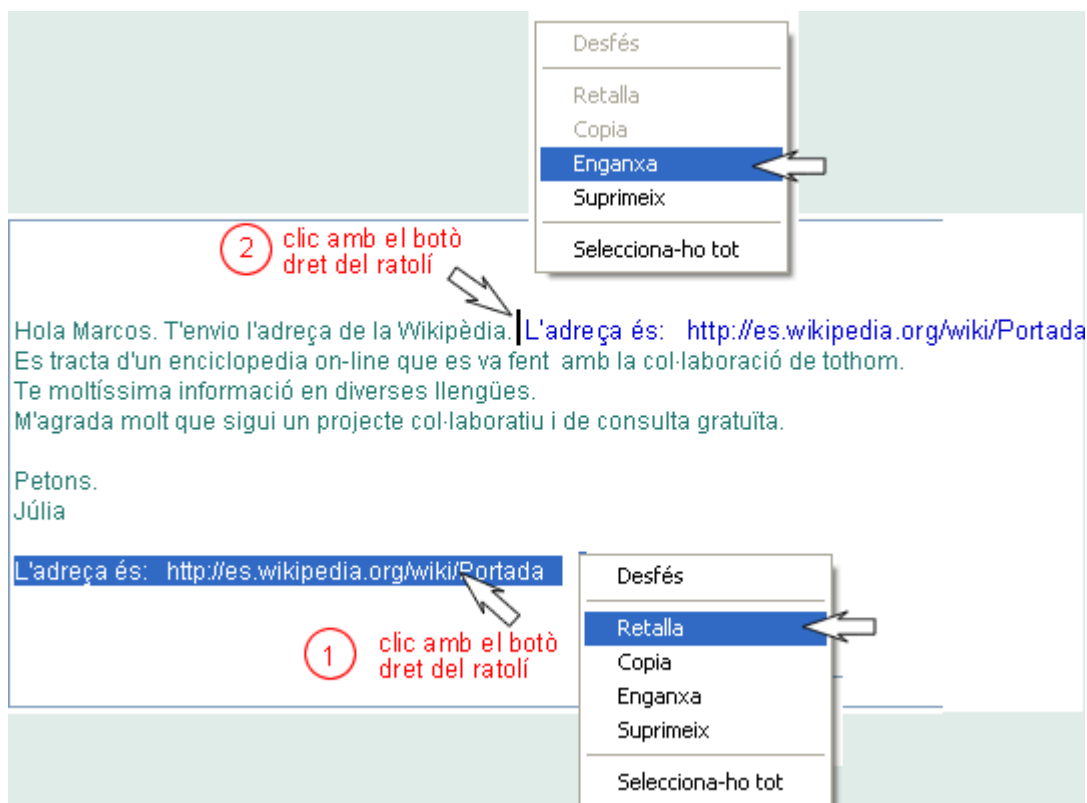 Desfés
Retalla
Copia
Enganxa
Suprimeix
Selecciona-ho tot
2 clic amb el botò
dret del ratolí
Hola Marcos. T'envio l'adreça de la Wikipèdia. L'adreça és: http://es.wikipedia.org/wiki/Portada
Es tracta d'un enciclopedia on-line que es va fent amb la col·laboració de tothom.
Te moltíssima informació en diverses llengües.
M'agrada molt que sigui un projecte col·laboratiu i de consulta gratuïta.
Petons.
Júlia
L'adreça és: http://es.wikipedia.org/wiki/Portada
1 clic amb el botò
dret del ratolí
Desfés
Retalla
Copia
Enganxa
Suprimeix
Selecciona-ho tot